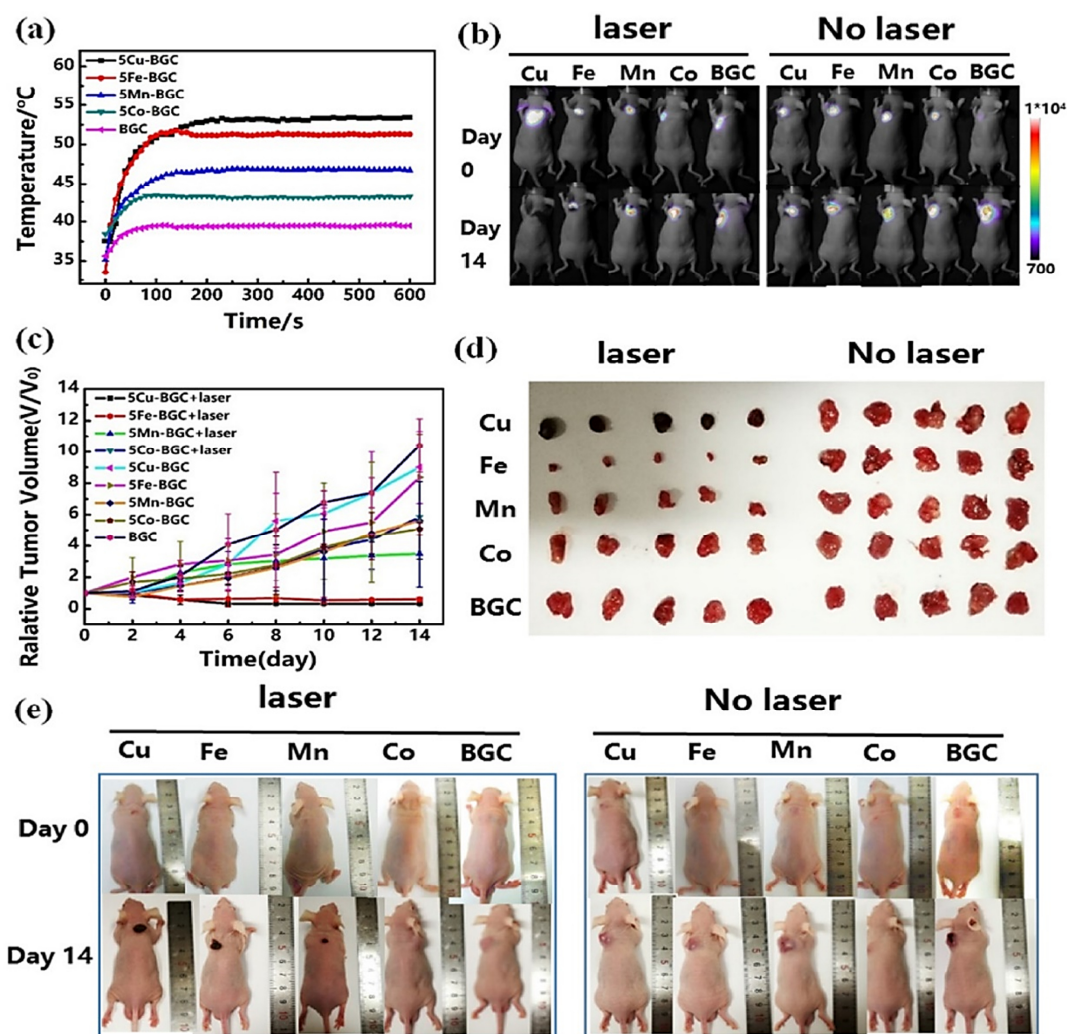 (a)
5Cu-BGC
5Fe-BGC
5Mn-BGC
5Co-BGC
BGC
Temperature/°C
60
55
50
45
40
35
0 100 200 300 400 500 600
Time/s
(b)
laser No laser
Cu Fe Mn Co BGC Cu Fe Mn Co BGC
Day
0
Day
14
1*10⁴
700
(c)
Ralative Tumor Volume(V/V₀)
14
12
10
8
6
4
2
0
5Cu-BGC+laser
5Fe-BGC+laser
5Mn-BGC+laser
5Co-BGC+laser
5Cu-BGC
5Fe-BGC
5Mn-BGC
5Co-BGC
BGC
0 2 4 6 8 10 12 14
Time(day)
(d)
laser No laser
Cu
Fe
Mn
Co
BGC
(e)
laser No laser
Cu Fe Mn Co BGC Cu Fe Mn Co BGC
Day 0
Day 14